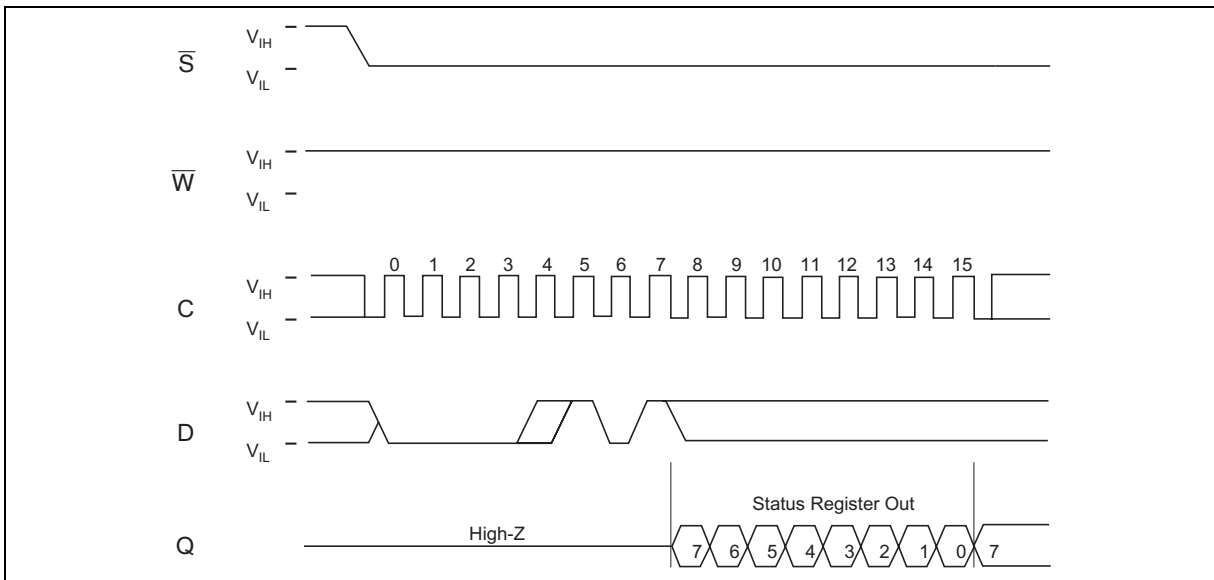 S̅
V_IH
V_IL
W̅
V_IH
V_IL
C
V_IH
V_IL
0 1 2 3 4 5 6 7 8 9 10 11 12 13 14 15
D
V_IH
V_IL
Status Register Out
Q
High-Z
7 6 5 4 3 2 1 0 7